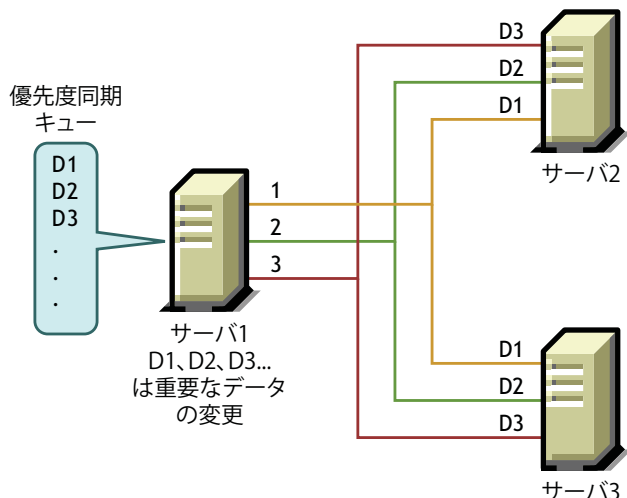 優先度同期
キュー
D1
D2
D3
.
.
.
1
2
3
サーバ1
D1、D2、D3...
は重要なデータ
の変更
D3
D2
D1
サーバ2
D1
D2
D3
サーバ3